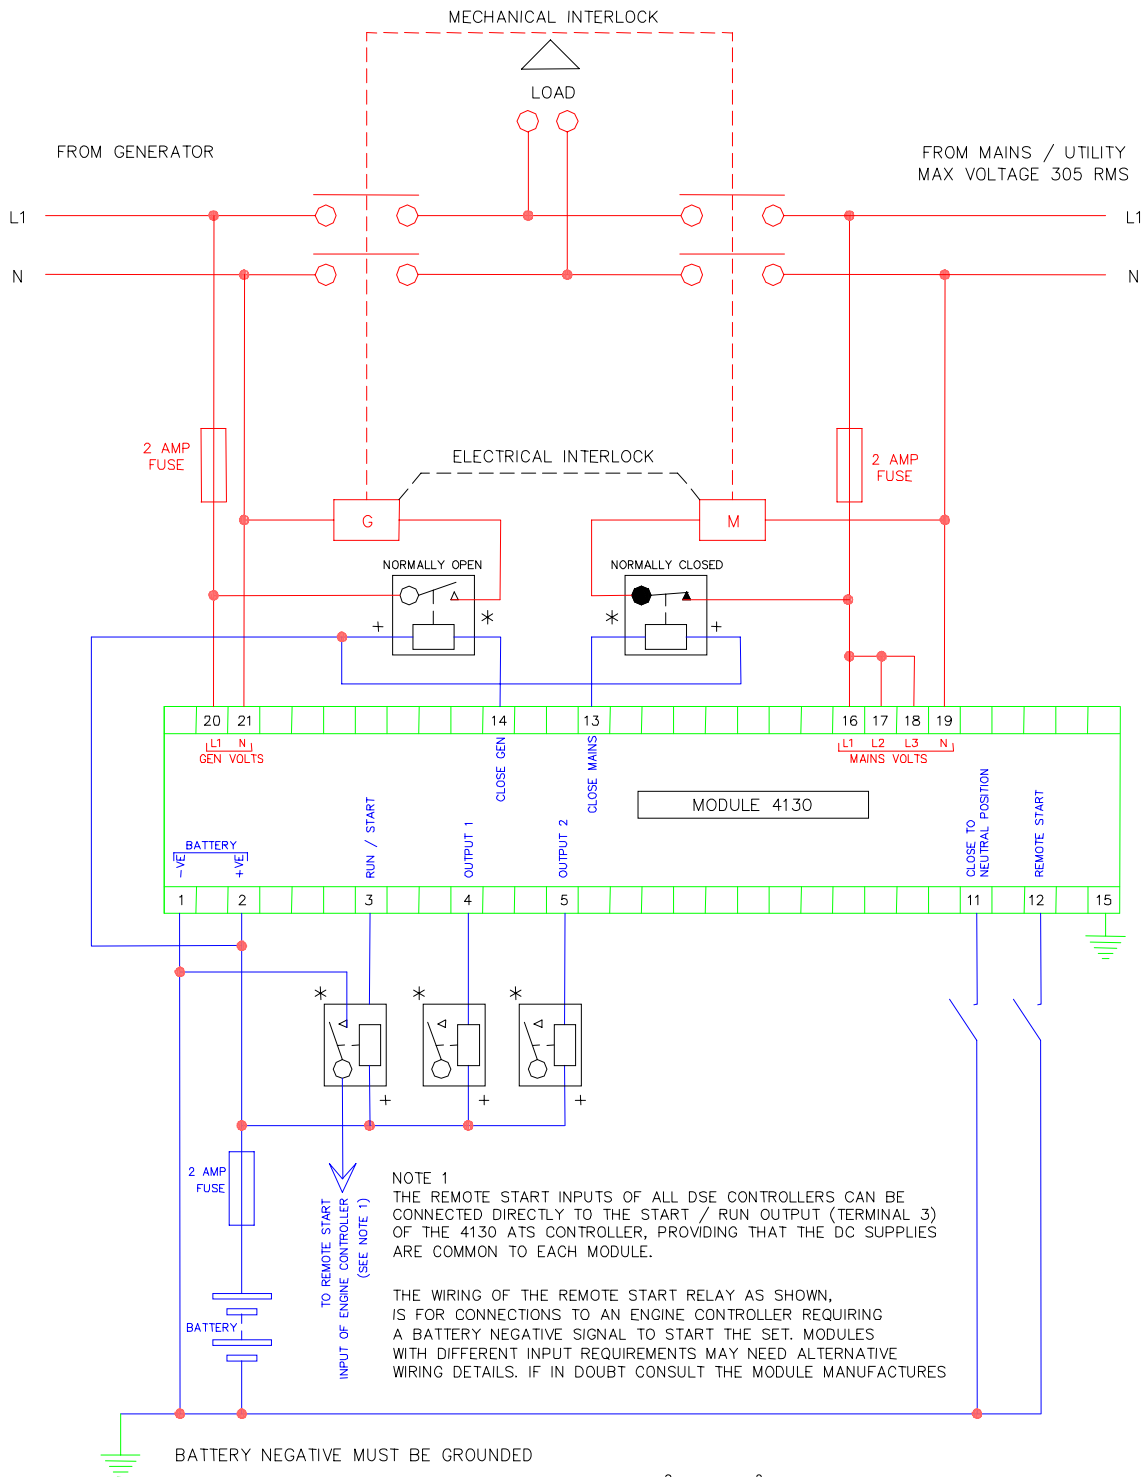 MECHANICAL INTERLOCK
LOAD
FROM GENERATOR
FROM MAINS / UTILITY
MAX VOLTAGE 305 RMS
L1
L1
N
N
2 AMP
FUSE
ELECTRICAL INTERLOCK
2 AMP
FUSE
G
M
NORMALLY OPEN
NORMALLY CLOSED
+
*
*
+
20
21
14
13
16
17
18
19
L1
N
GEN VOLTS
CLOSE GEN
CLOSE MAINS
L1
L2
L3
N
MAINS VOLTS
MODULE 4130
BATTERY
-VE
+VE
RUN / START
OUTPUT 1
OUTPUT 2
CLOSE TO
NEUTRAL POSITION
REMOTE START
1
2
3
4
5
11
12
15
*
*
*
+
+
+
2 AMP
FUSE
BATTERY
TO REMOTE START
INPUT OF ENGINE CONTROLLER
(SEE NOTE 1)
NOTE 1
THE REMOTE START INPUTS OF ALL DSE CONTROLLERS CAN BE
CONNECTED DIRECTLY TO THE START / RUN OUTPUT (TERMINAL 3)
OF THE 4130 ATS CONTROLLER, PROVIDING THAT THE DC SUPPLIES
ARE COMMON TO EACH MODULE.
THE WIRING OF THE REMOTE START RELAY AS SHOWN,
IS FOR CONNECTIONS TO AN ENGINE CONTROLLER REQUIRING
A BATTERY NEGATIVE SIGNAL TO START THE SET. MODULES
WITH DIFFERENT INPUT REQUIREMENTS MAY NEED ALTERNATIVE
WIRING DETAILS. IF IN DOUBT CONSULT THE MODULE MANUFACTURES
BATTERY NEGATIVE MUST BE GROUNDED